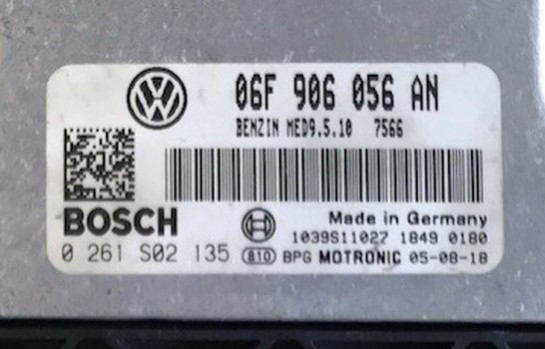 06F 906 056 AN
BENZIN MED9.5.10 7566
BOSCH
Made in Germany
1039S11027 1849 0180
0 261 S02 135 810 BPG MOTRONIC 05-08-18